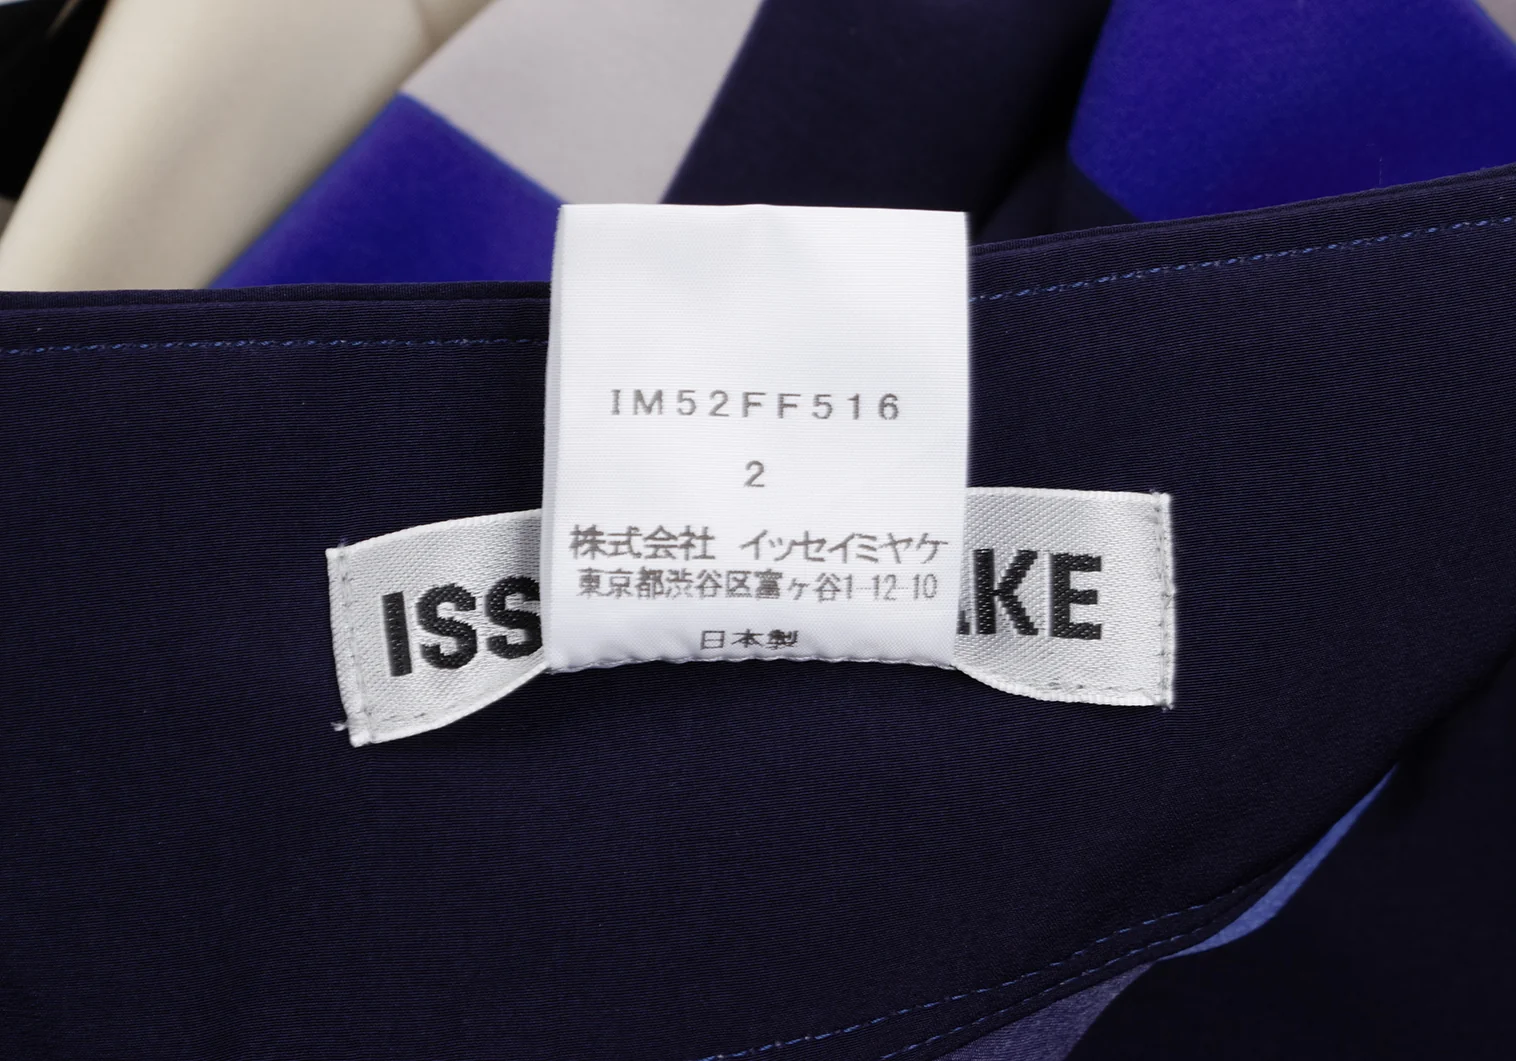 IM52FF516
2
株式会社 イッセイミヤケ
東京都渋谷区富ヶ谷1-12-10
日本製
ISS AKE